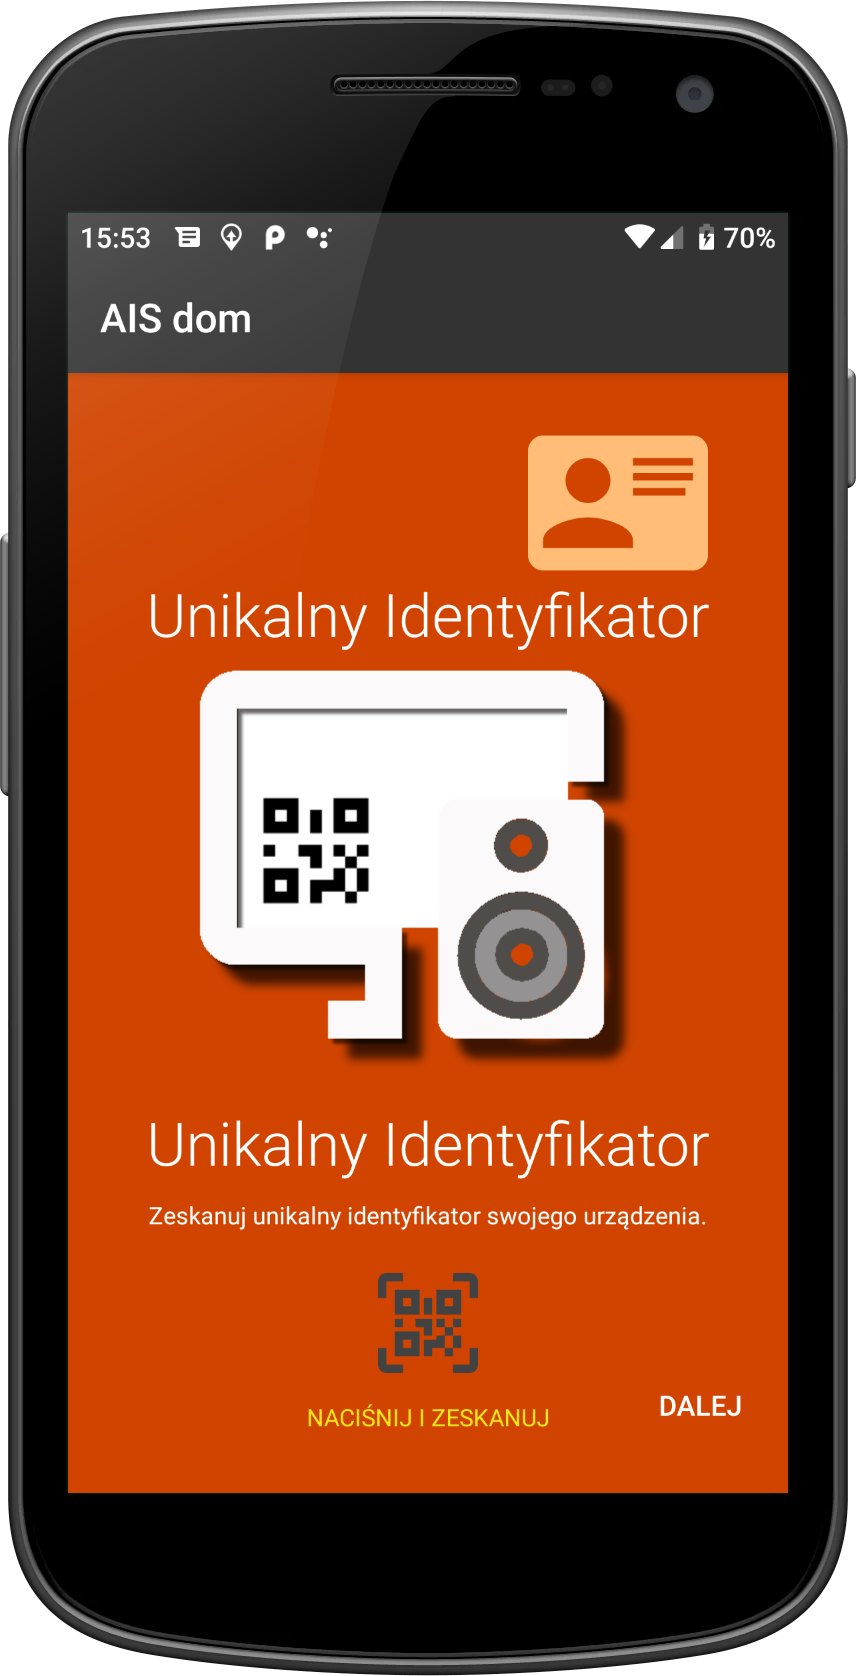 15:53
70%
AIS dom
Unikalny Identyfikator
Unikalny Identyfikator
Zeskanuj unikalny identyfikator swojego urządzenia.
NACIŚNIJ I ZESKANUJ
DALEJ